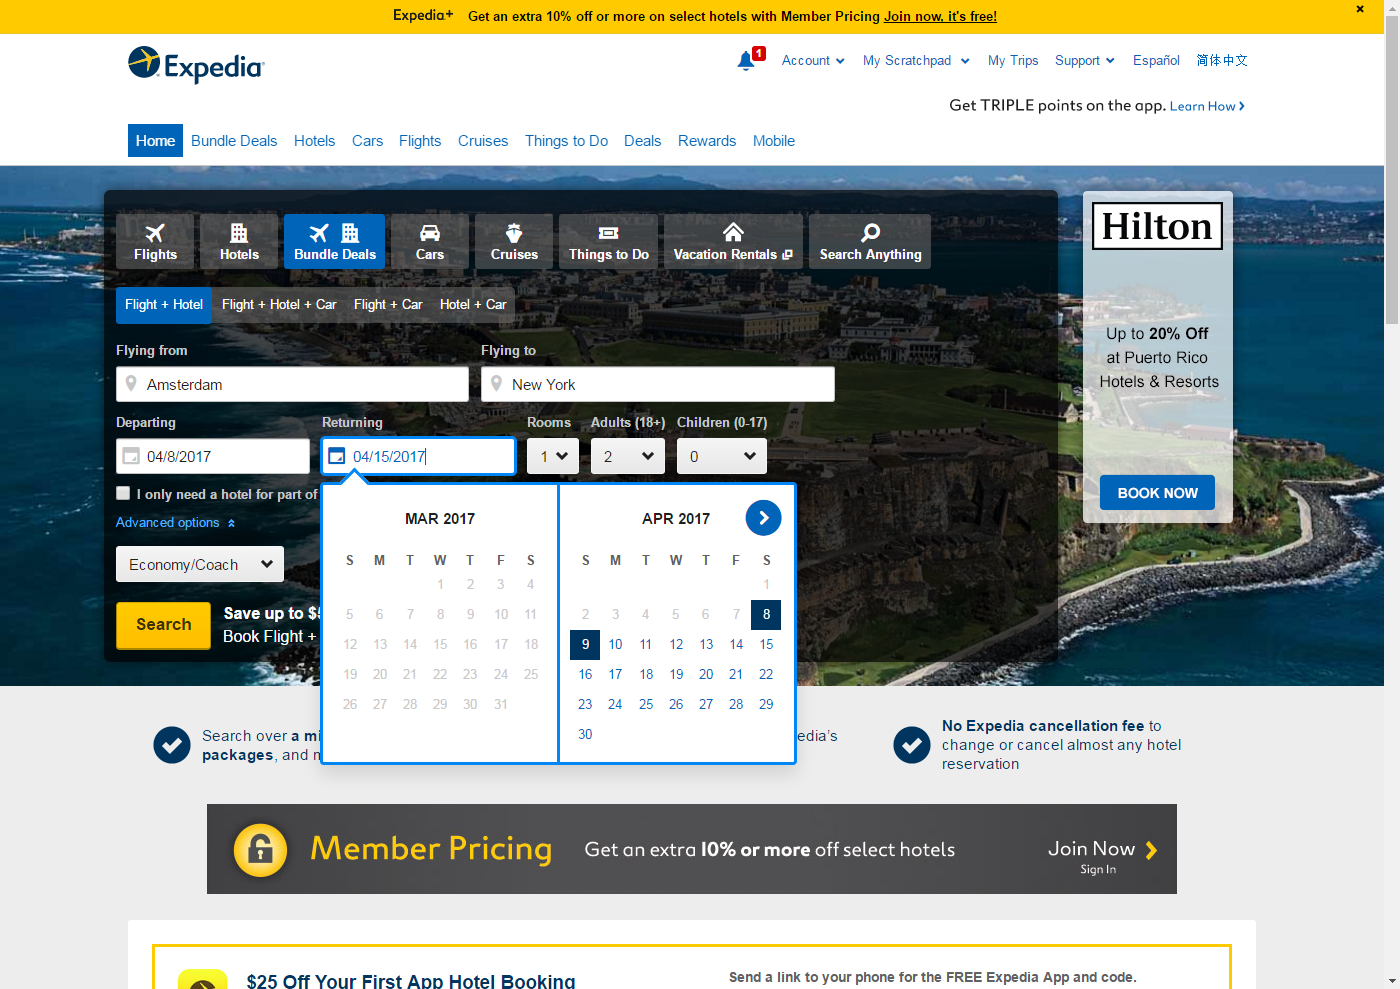 Expedia+ Get an extra 10% off or more on select hotels with Member Pricing Join now, it's free! ×
Expedia
1 Account My Scratchpad My Trips Support Español 简体中文
Get TRIPLE points on the app. Learn How
Home Bundle Deals Hotels Cars Flights Cruises Things to Do Deals Rewards Mobile
Flights Hotels Bundle Deals Cars Cruises Things to Do Vacation Rentals Search Anything
Flight + Hotel Flight + Hotel + Car Flight + Car Hotel + Car
Flying from Flying to
Amsterdam New York
Departing Returning Rooms Adults (18+) Children (0-17)
04/8/2017 04/15/2017 1 2 0
I only need a hotel for part of
Advanced options
Economy/Coach
Search
Save up to $5
Book Flight +
MAR 2017
S M T W T F S
1 2 3 4
5 6 7 8 9 10 11
12 13 14 15 16 17 18
19 20 21 22 23 24 25
26 27 28 29 30 31
APR 2017
S M T W T F S
1
2 3 4 5 6 7 8
9 10 11 12 13 14 15
16 17 18 19 20 21 22
23 24 25 26 27 28 29
30
Hilton
Up to 20% Off
at Puerto Rico
Hotels & Resorts
BOOK NOW
Search over a mi
packages, and m
pedia's
No Expedia cancellation fee to
change or cancel almost any hotel
reservation
Member Pricing Get an extra 10% or more off select hotels Join Now
Sign In
$25 Off Your First App Hotel Booking
Send a link to your phone for the FREE Expedia App and code.